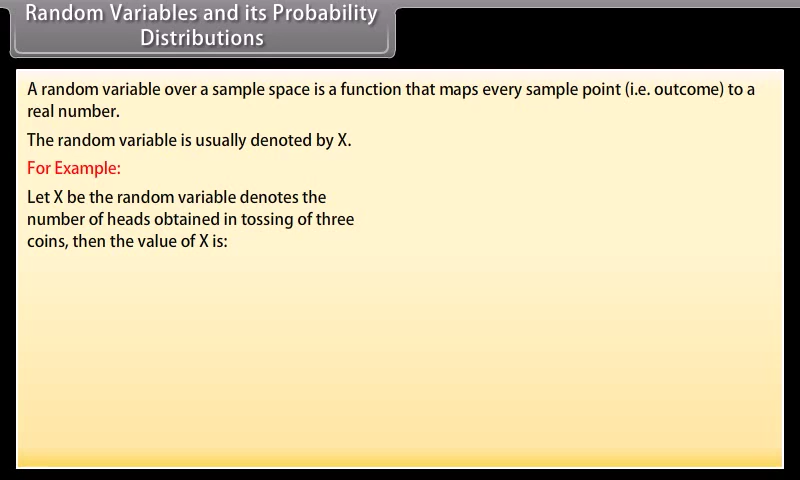 Random Variables and its Probability
Distributions
A random variable over a sample space is a function that maps every sample point (i.e. outcome) to a
real number.
The random variable is usually denoted by X.
For Example:
Let X be the random variable denotes the
number of heads obtained in tossing of three
coins, then the value of X is: